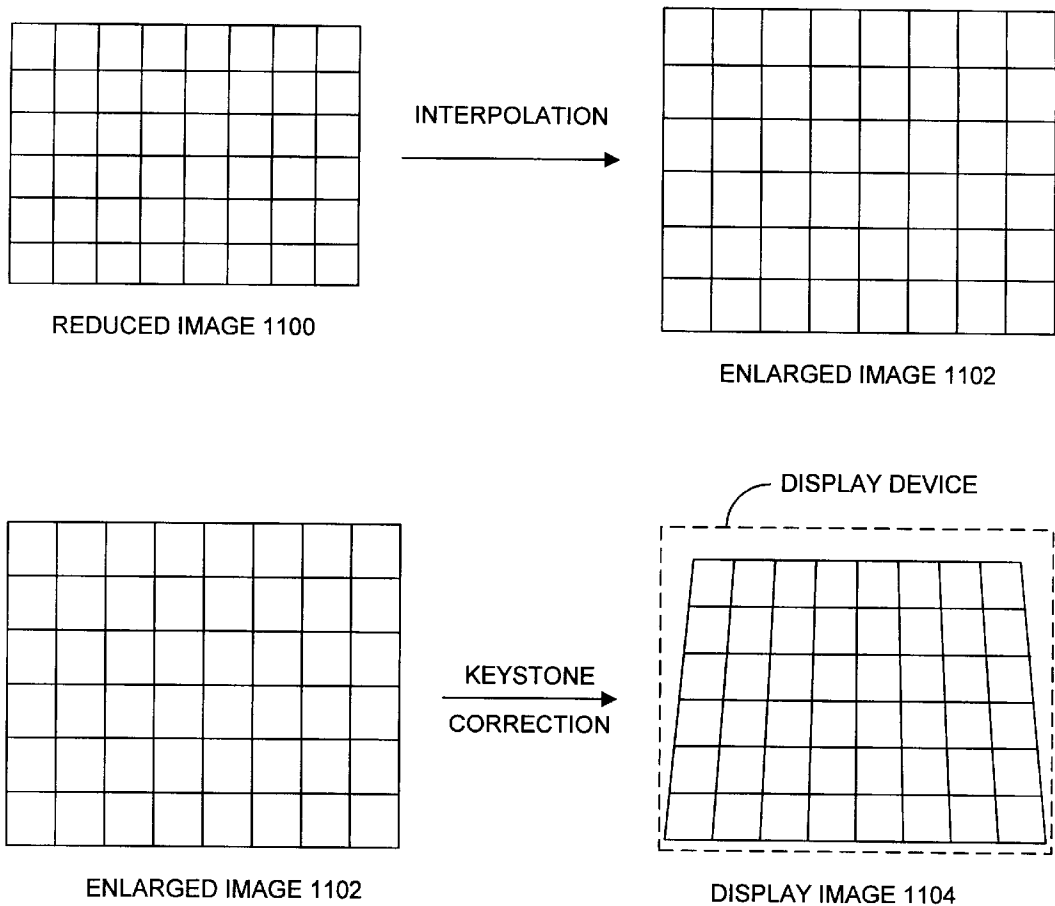 INTERPOLATION
REDUCED IMAGE 1100
ENLARGED IMAGE 1102
DISPLAY DEVICE
KEYSTONE
CORRECTION
ENLARGED IMAGE 1102
DISPLAY IMAGE 1104